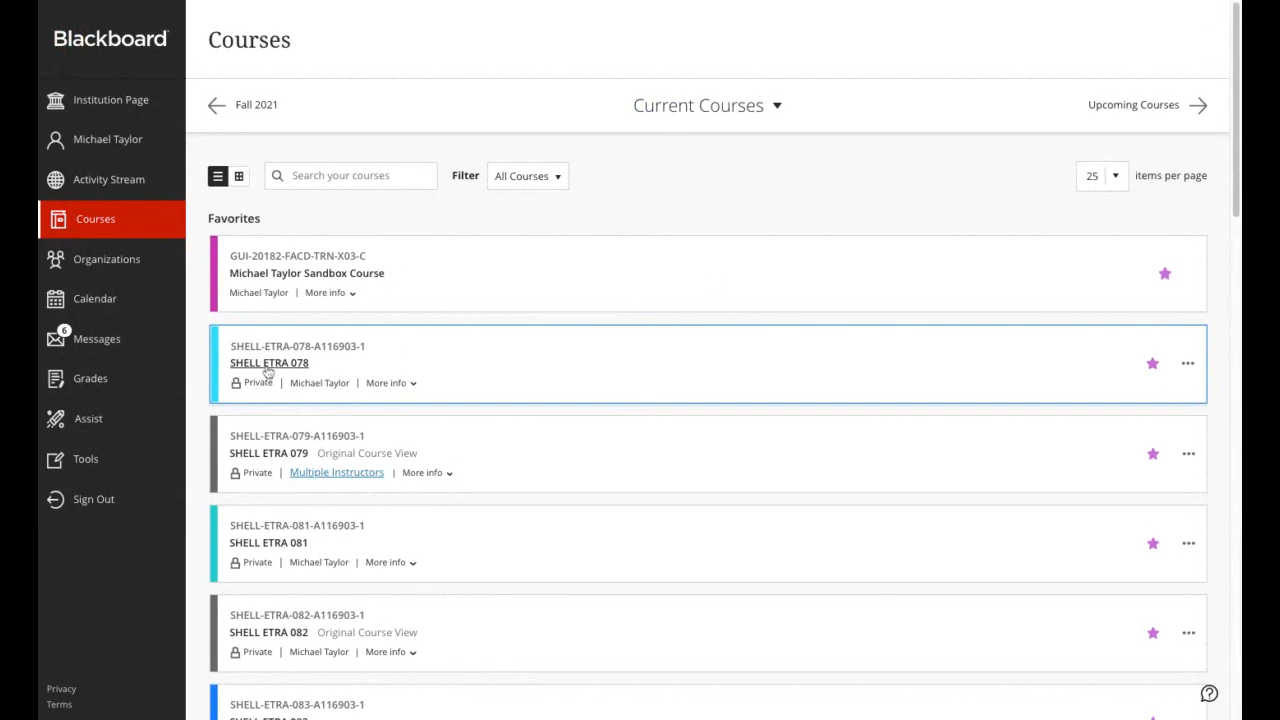 Blackboard
Institution Page
Michael Taylor
Activity Stream
Courses
Organizations
Calendar
6
Messages
Grades
Assist
Tools
Sign Out
Privacy
Terms
Courses
Fall 2021
Current Courses
Upcoming Courses
Search your courses
Filter
All Courses
25
items per page
Favorites
GUI-20182-FACD-TRN-X03-C
Michael Taylor Sandbox Course
Michael Taylor | More info
SHELL-ETRA-078-A116903-1
SHELL ETRA 078
Private | Michael Taylor | More info
SHELL-ETRA-079-A116903-1
SHELL ETRA 079 Original Course View
Private | Multiple Instructors | More info
SHELL-ETRA-081-A116903-1
SHELL ETRA 081
Private | Michael Taylor | More info
SHELL-ETRA-082-A116903-1
SHELL ETRA 082 Original Course View
Private | Michael Taylor | More info
SHELL-ETRA-083-A116903-1